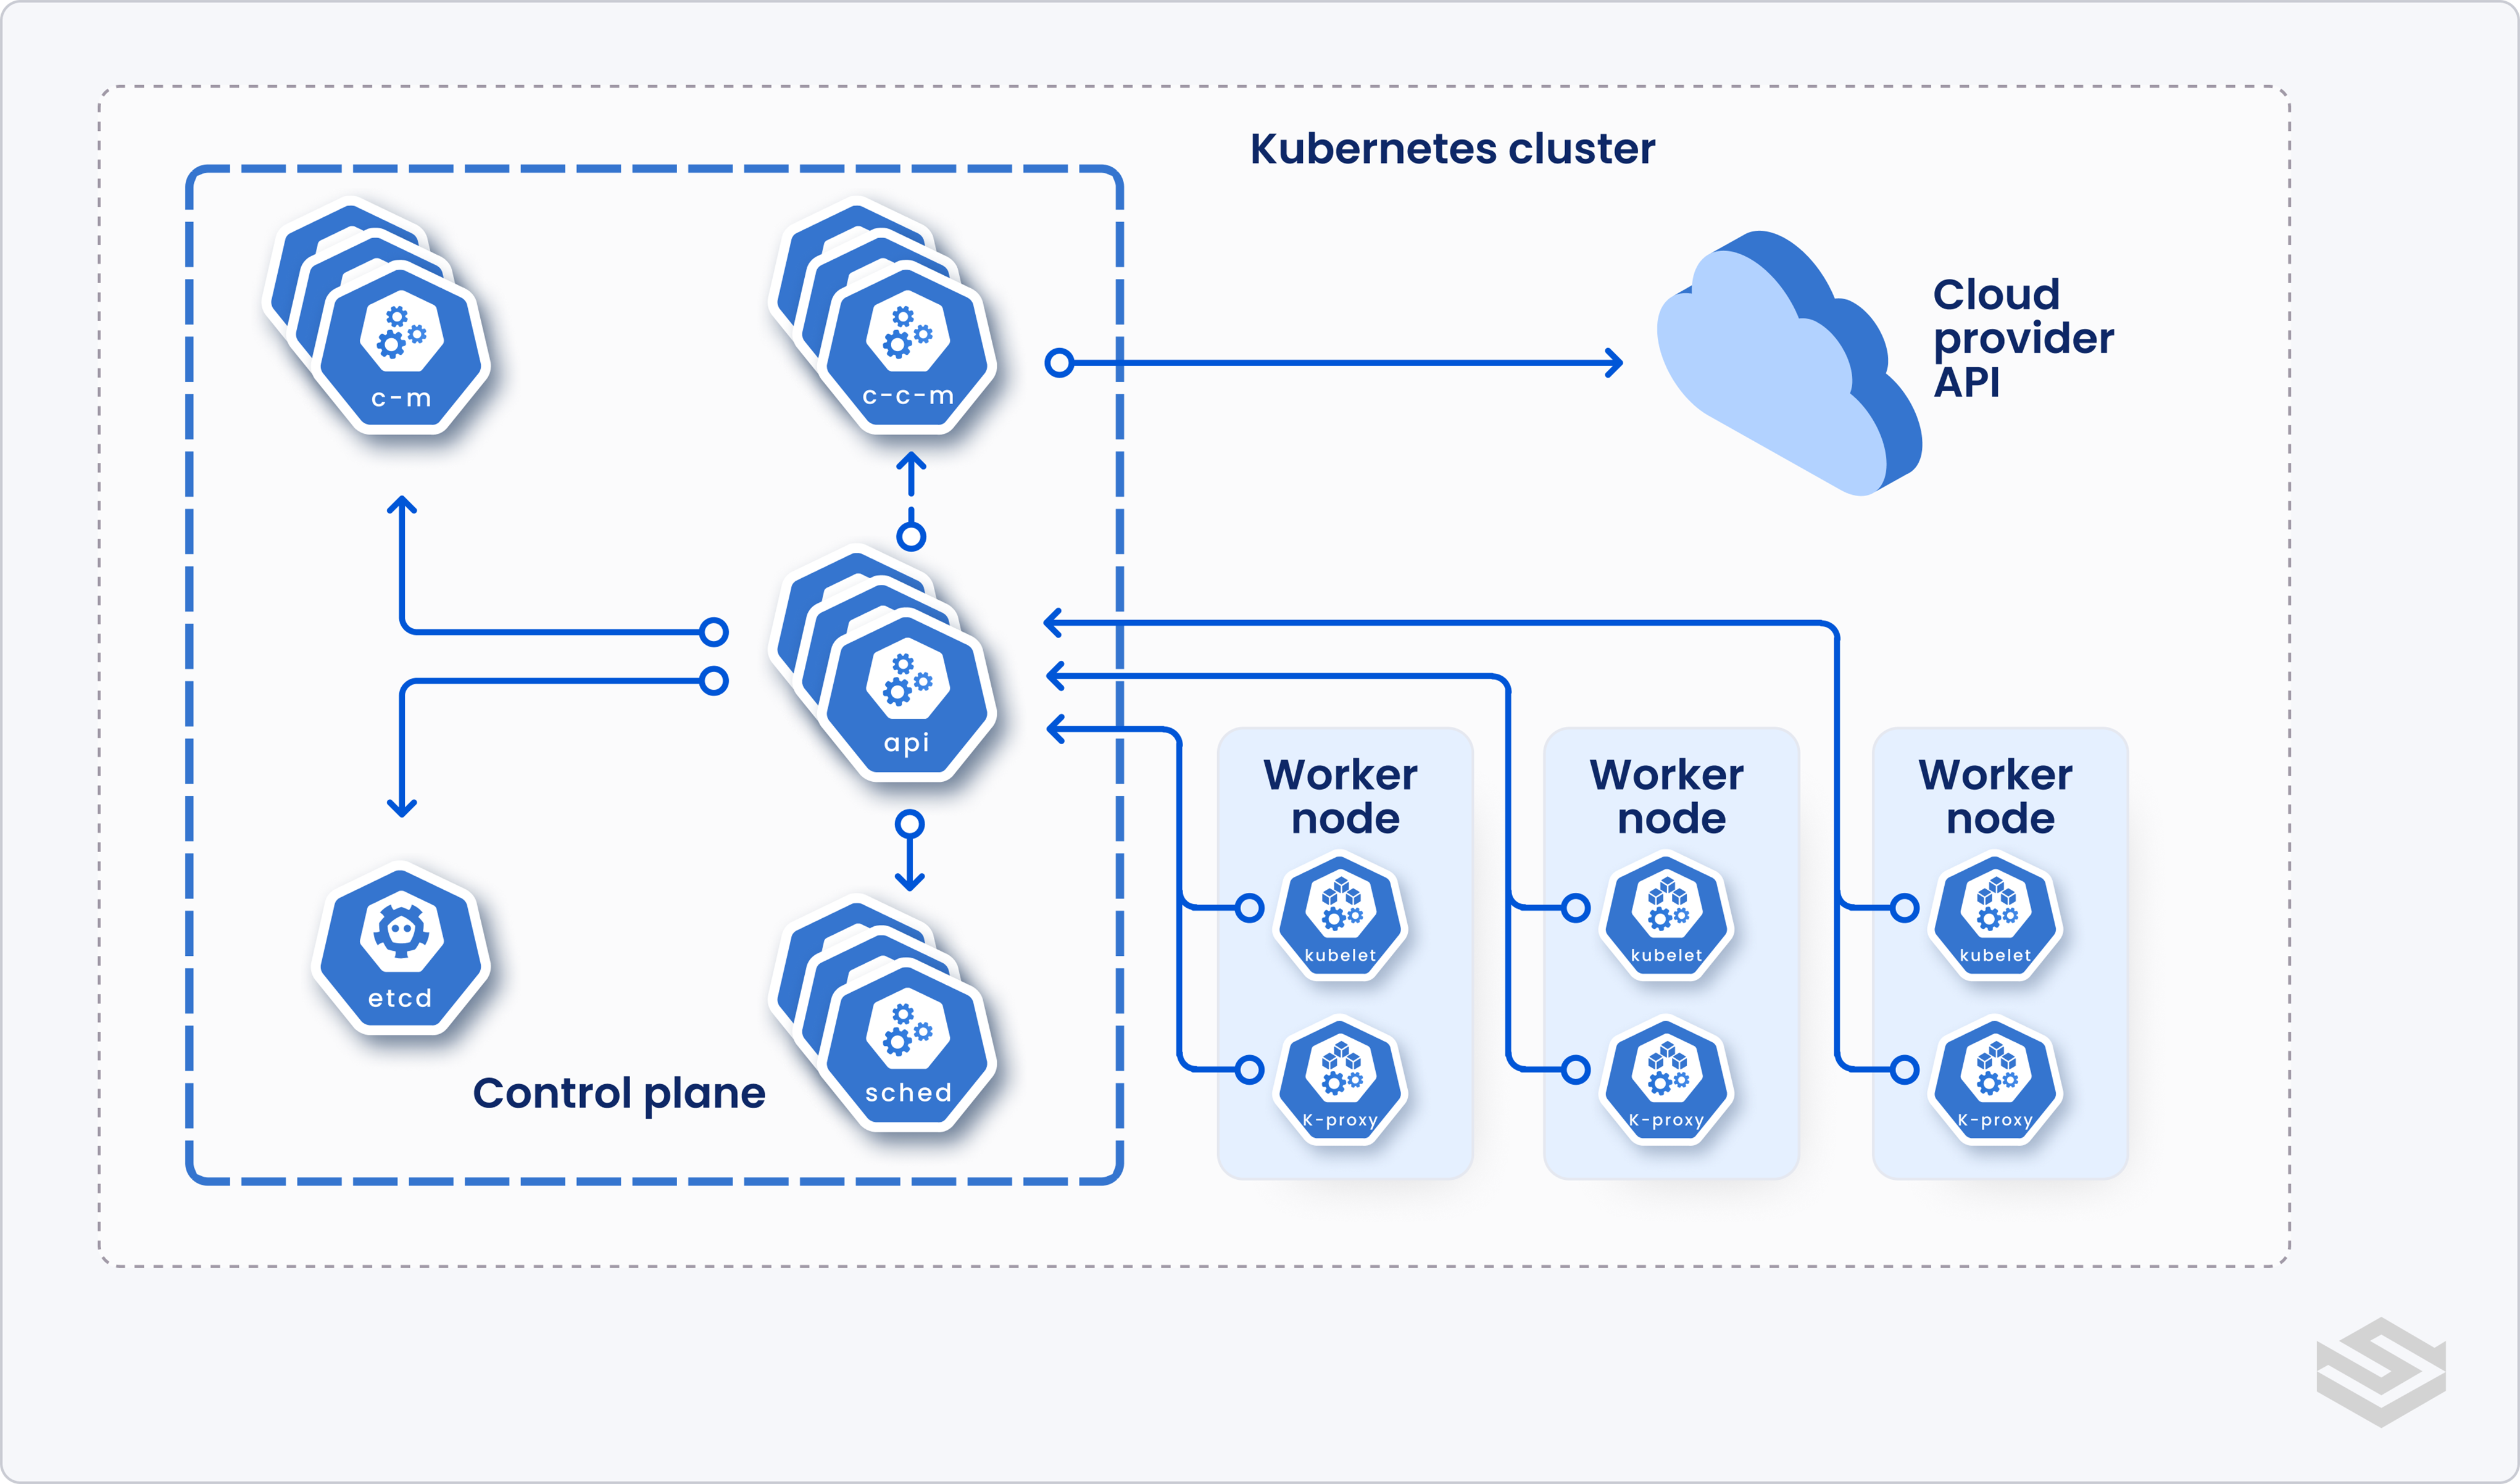 Kubernetes cluster
c-m
c-c-m
Cloud
provider
API
api
etcd
sched
Control plane
Worker
node
kubelet
K-proxy
Worker
node
kubelet
K-proxy
Worker
node
kubelet
K-proxy